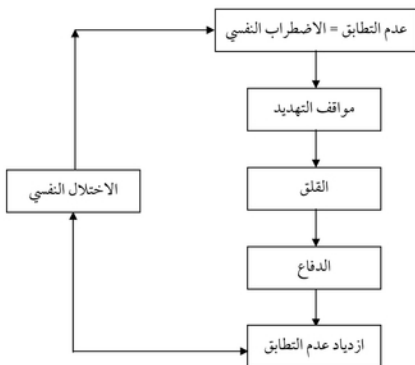 عدم التطابق = الاضطراب النفسي
مواقف التهديد
القلق
الاختلال النفسي
الدفاع
ازدياد عدم التطابق